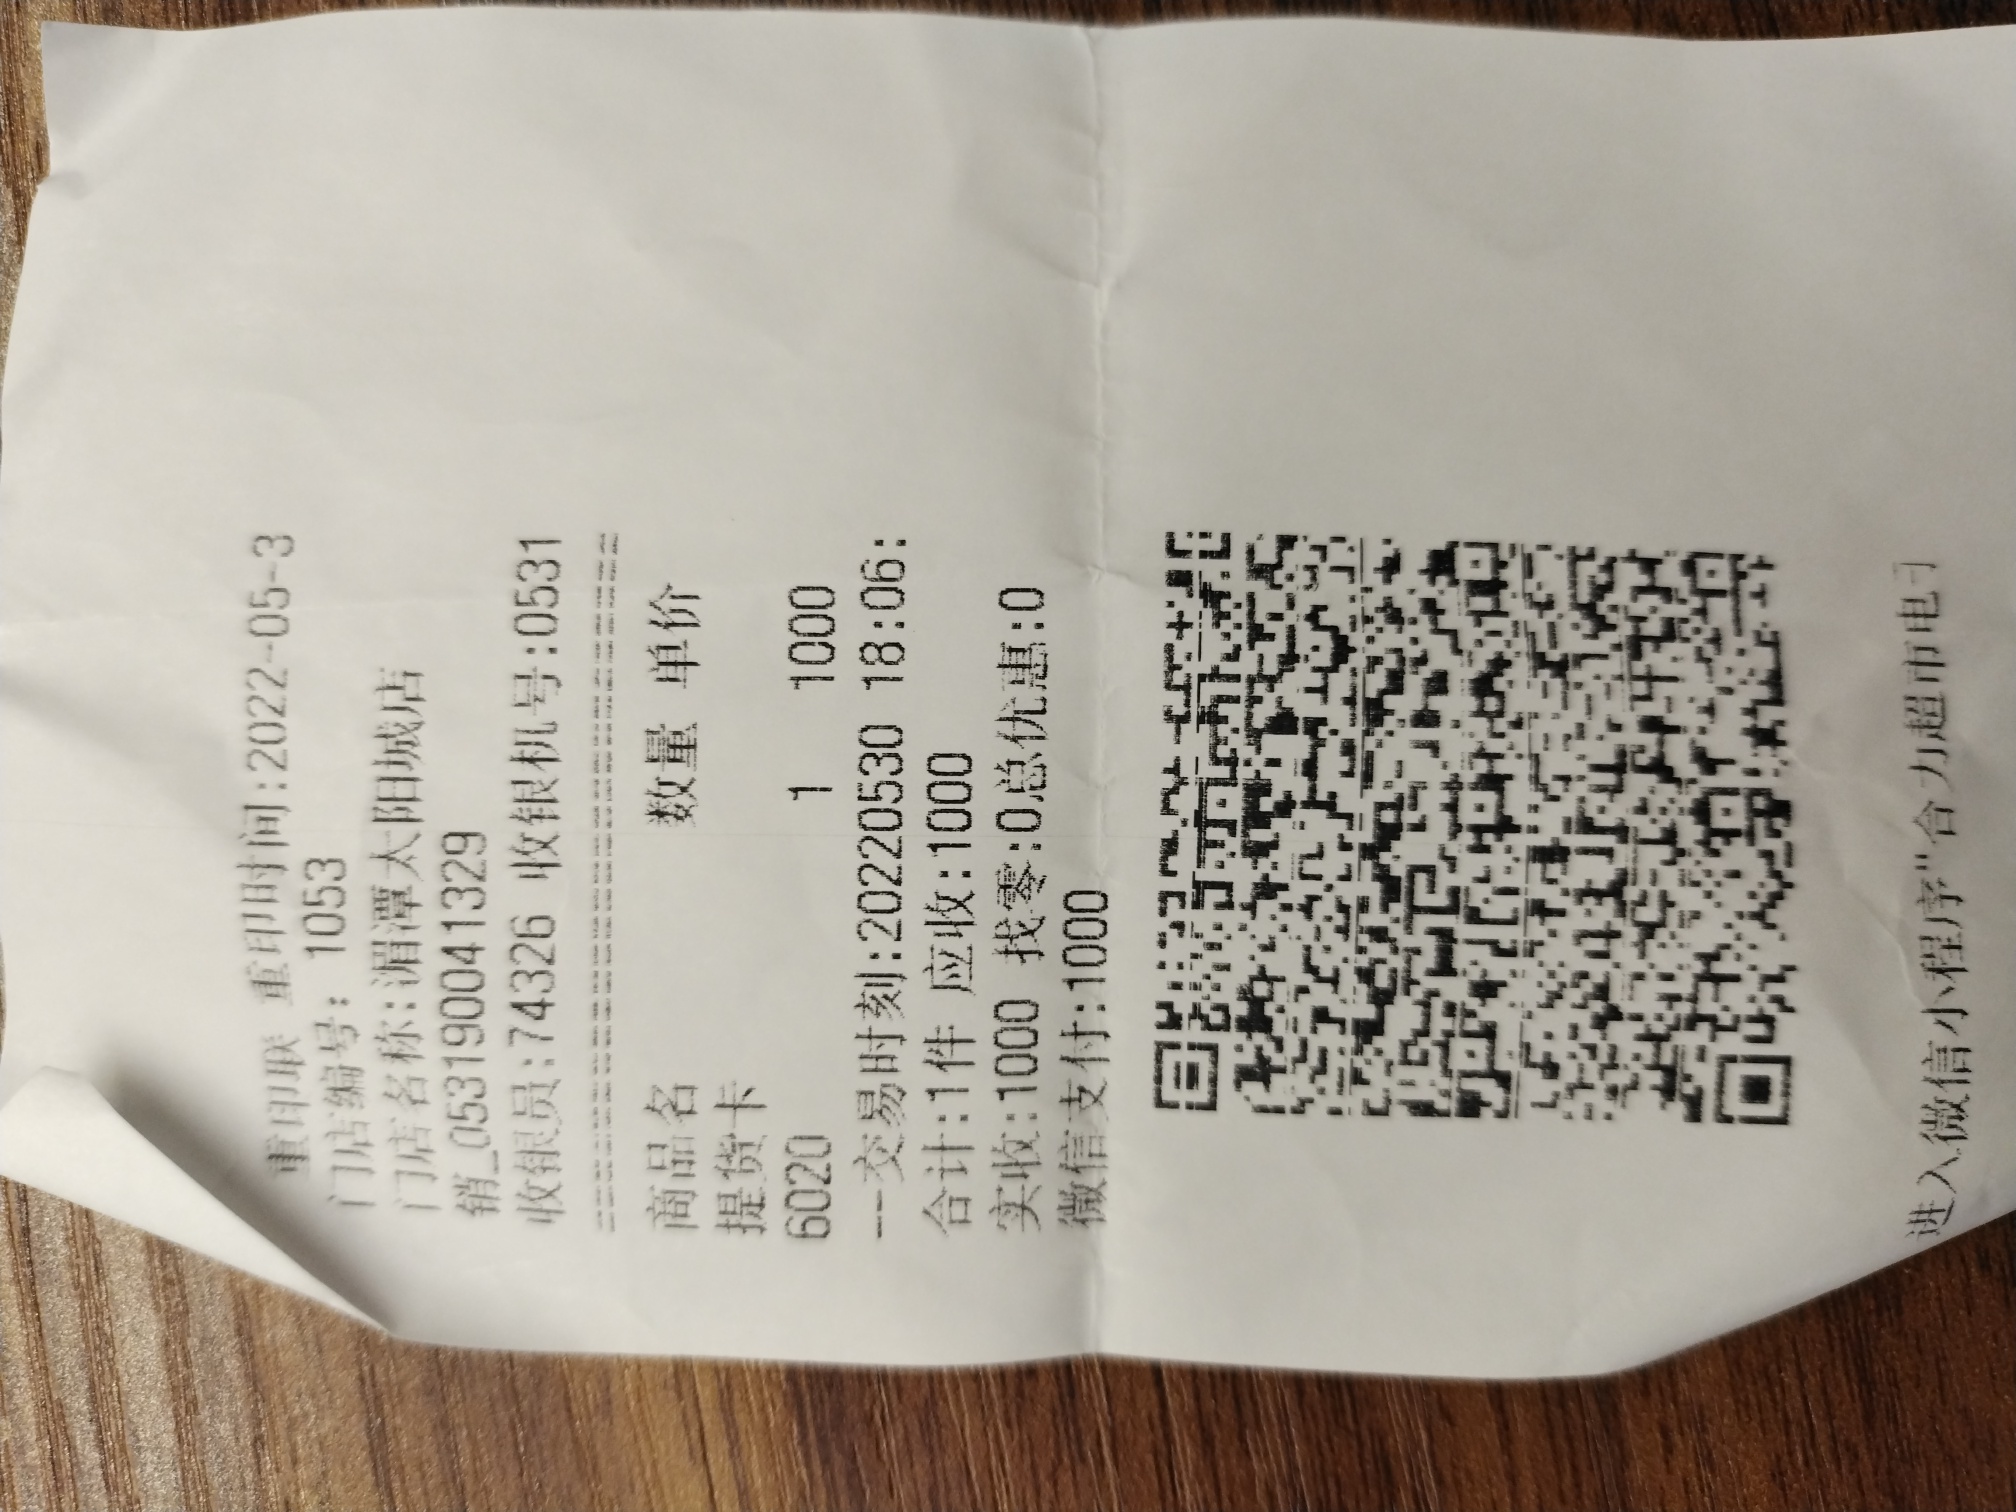 重印联 重印时间:2022-05-3
门店编号: 1053
门店名称:湄潭太阳城店
销_053190041329
收银员:74326 收银机号:0531
商品名 数量 单价
提货卡
6020 1 1000
--交易时刻:20220530 18:06:
合计:1件 应收:1000
实收:1000 找零:0总优惠:0
微信支付:1000
进入微信小程序"合力超市电